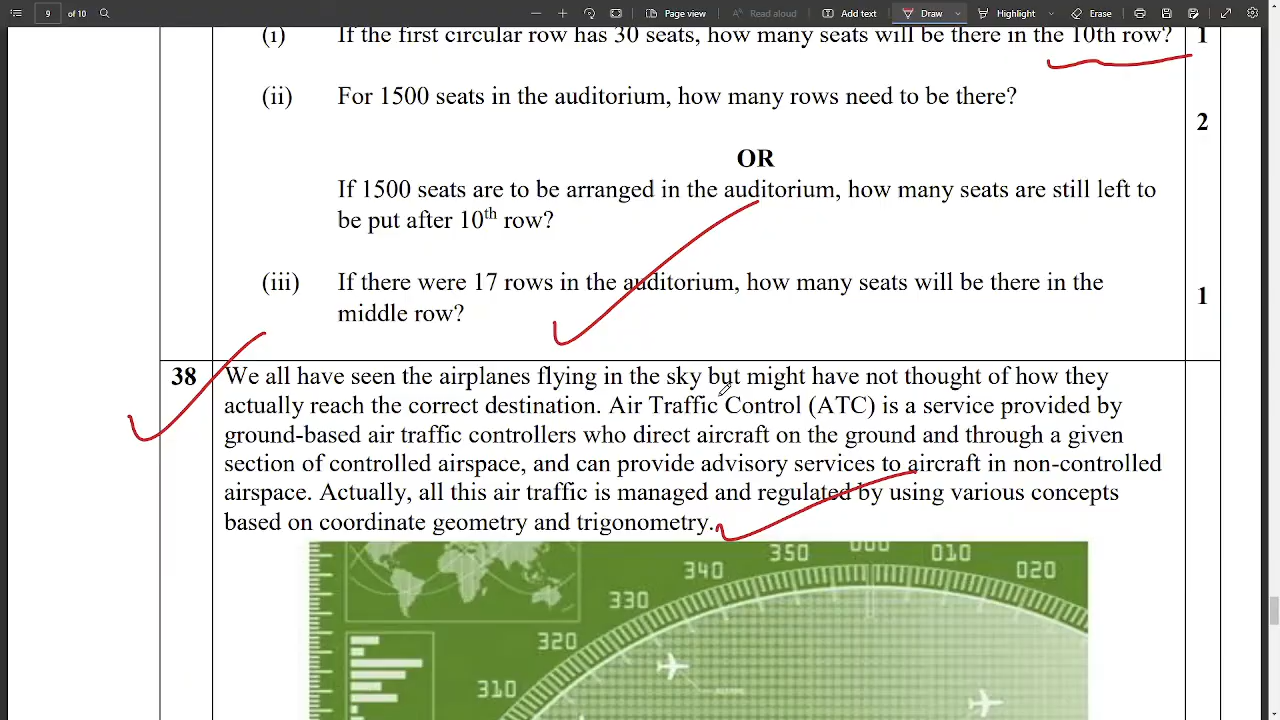 9 of 10
Page view
Read aloud
Add text
Draw
Highlight
Erase
(i) If the first circular row has 30 seats, how many seats will be there in the 10th row? 1
(ii) For 1500 seats in the auditorium, how many rows need to be there?
2
OR
If 1500 seats are to be arranged in the auditorium, how many seats are still left to
be put after 10th row?
(iii) If there were 17 rows in the auditorium, how many seats will be there in the
middle row?
1
38 We all have seen the airplanes flying in the sky but might have not thought of how they
actually reach the correct destination. Air Traffic Control (ATC) is a service provided by
ground-based air traffic controllers who direct aircraft on the ground and through a given
section of controlled airspace, and can provide advisory services to aircraft in non-controlled
airspace. Actually, all this air traffic is managed and regulated by using various concepts
based on coordinate geometry and trigonometry.
310 320 330 340 350 000 010 020